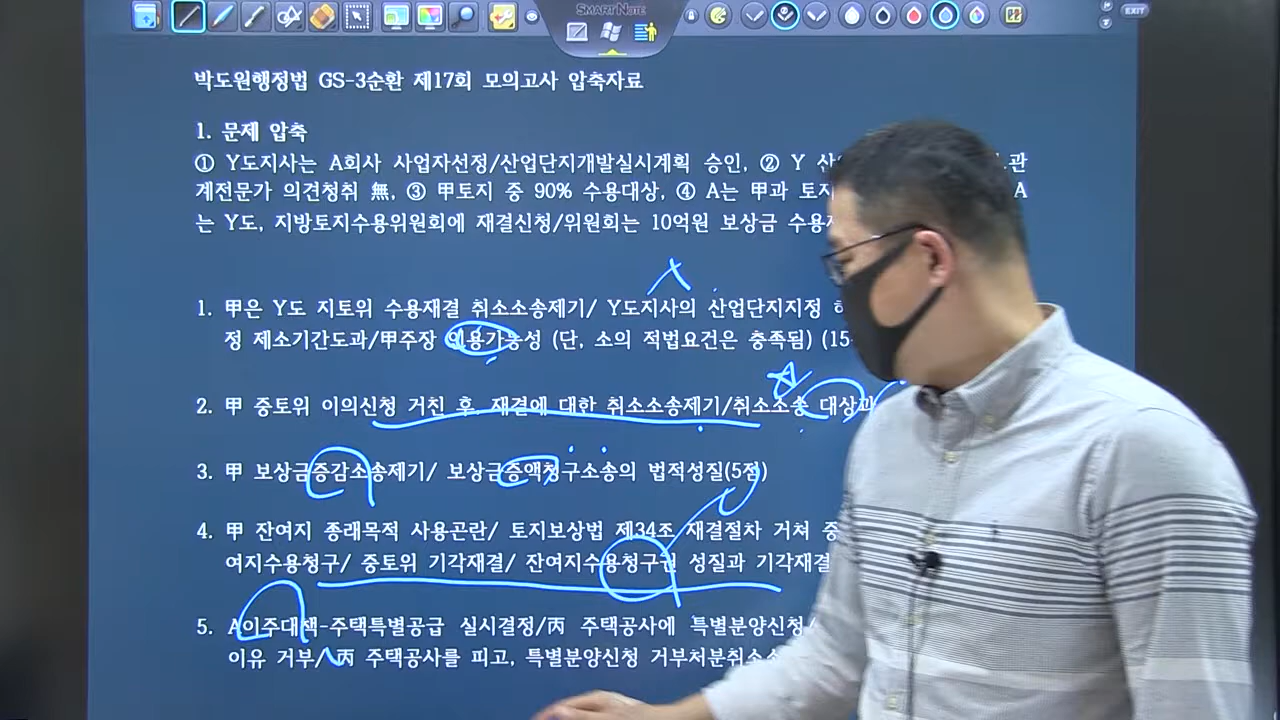 SMART NOTE
EXIT
박도원행정법 GS-3순환 제17회 모의고사 압축자료
1. 문제 압축
① Y도지사는 A회사 사업자선정/산업단지개발실시계획 승인, ② Y 관
계전문가 의견청취 無, ③ 甲토지 중 90% 수용대상, ④ A는 甲과 A
는 Y도, 지방토지수용위원회에 재결신청/위원회는 10억원 보상금
1. 甲은 Y도 지토위 수용재결 취소소송제기/ Y도지사의 산업단지지정
정 제소기간도과/甲주장 인용가능성 (단, 소의 적법요건은 충족됨) (15
2. 甲 중토위 이의신청 거친 후, 재결에 대한 취소소송제기/취소소송 대상과
3. 甲 보상금증감소송제기/ 보상금증액청구소송의 법적성질(5점)
4. 甲 잔여지 종래목적 사용곤란/ 토지보상법 제34조 재결절차 거쳐 중
여지수용청구/ 중토위 기각재결/ 잔여지수용청구권 성질과 기각재결
5. A이주대책-주택특별공급 실시결정/丙 주택공사에 특별분양신청/
이유 거부/ 丙 주택공사를 피고, 특별분양신청 거부처분취소소